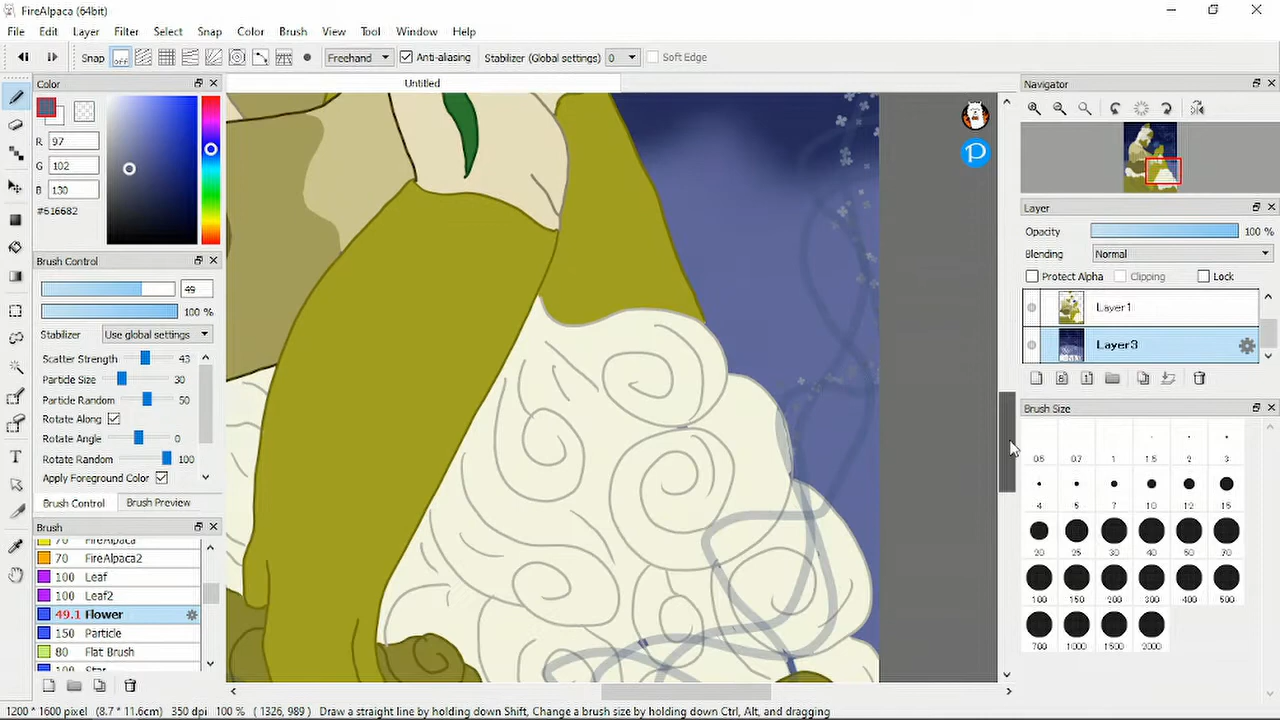 FireAlpaca (64bit)
File Edit Layer Filter Select Snap Color Brush View Tool Window Help
Snap off Freehand Anti-aliasing Stabilizer (Global settings) 0 Soft Edge
Color
Untitled
Navigator
R 97
G 102
B 130
#616682
Layer
Opacity 100 %
Blending Normal
Protect Alpha Clipping Lock
Layer1
Layer3
Brush Control
49
100 %
Stabilizer Use global settings
Scatter Strength 43
Particle Size 30
Particle Random 50
Rotate Along
Rotate Angle 0
Rotate Random 100
Apply Foreground Color
Brush Control Brush Preview
Brush
70 FireAlpaca
70 FireAlpaca2
100 Leaf
100 Leaf2
49.1 Flower
150 Particle
80 Flat Brush
100 Star
Brush Size
0.5 0.7 1 1.5 2 3
4 5 7 10 12 15
20 25 30 40 50 70
100 150 200 300 400 500
700 1000 1500 2000
1200 * 1600 pixel (8.7 * 11.6cm) 350 dpi 100 % ( 1326, 989 ) Draw a straight line by holding down Shift, Change a brush size by holding down Ctrl, Alt, and dragging